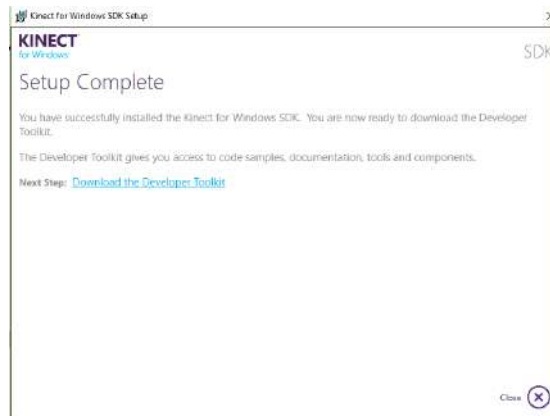 Kinect for Windows SDK Setup
KINECT
for Windows
SDK
Setup Complete
You have successfully installed the Kinect for Windows SDK. You are now ready to download the Developer
Toolkit.
The Developer Toolkit gives you access to code samples, documentation, tools and components.
Next Step: Download the Developer Toolkit
Close